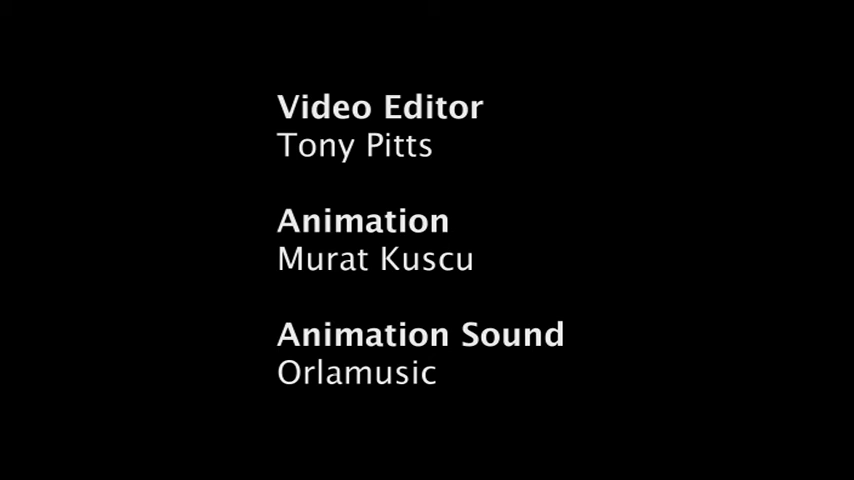 Video Editor
Tony Pitts
Animation
Murat Kuscu
Animation Sound
Orlamusic